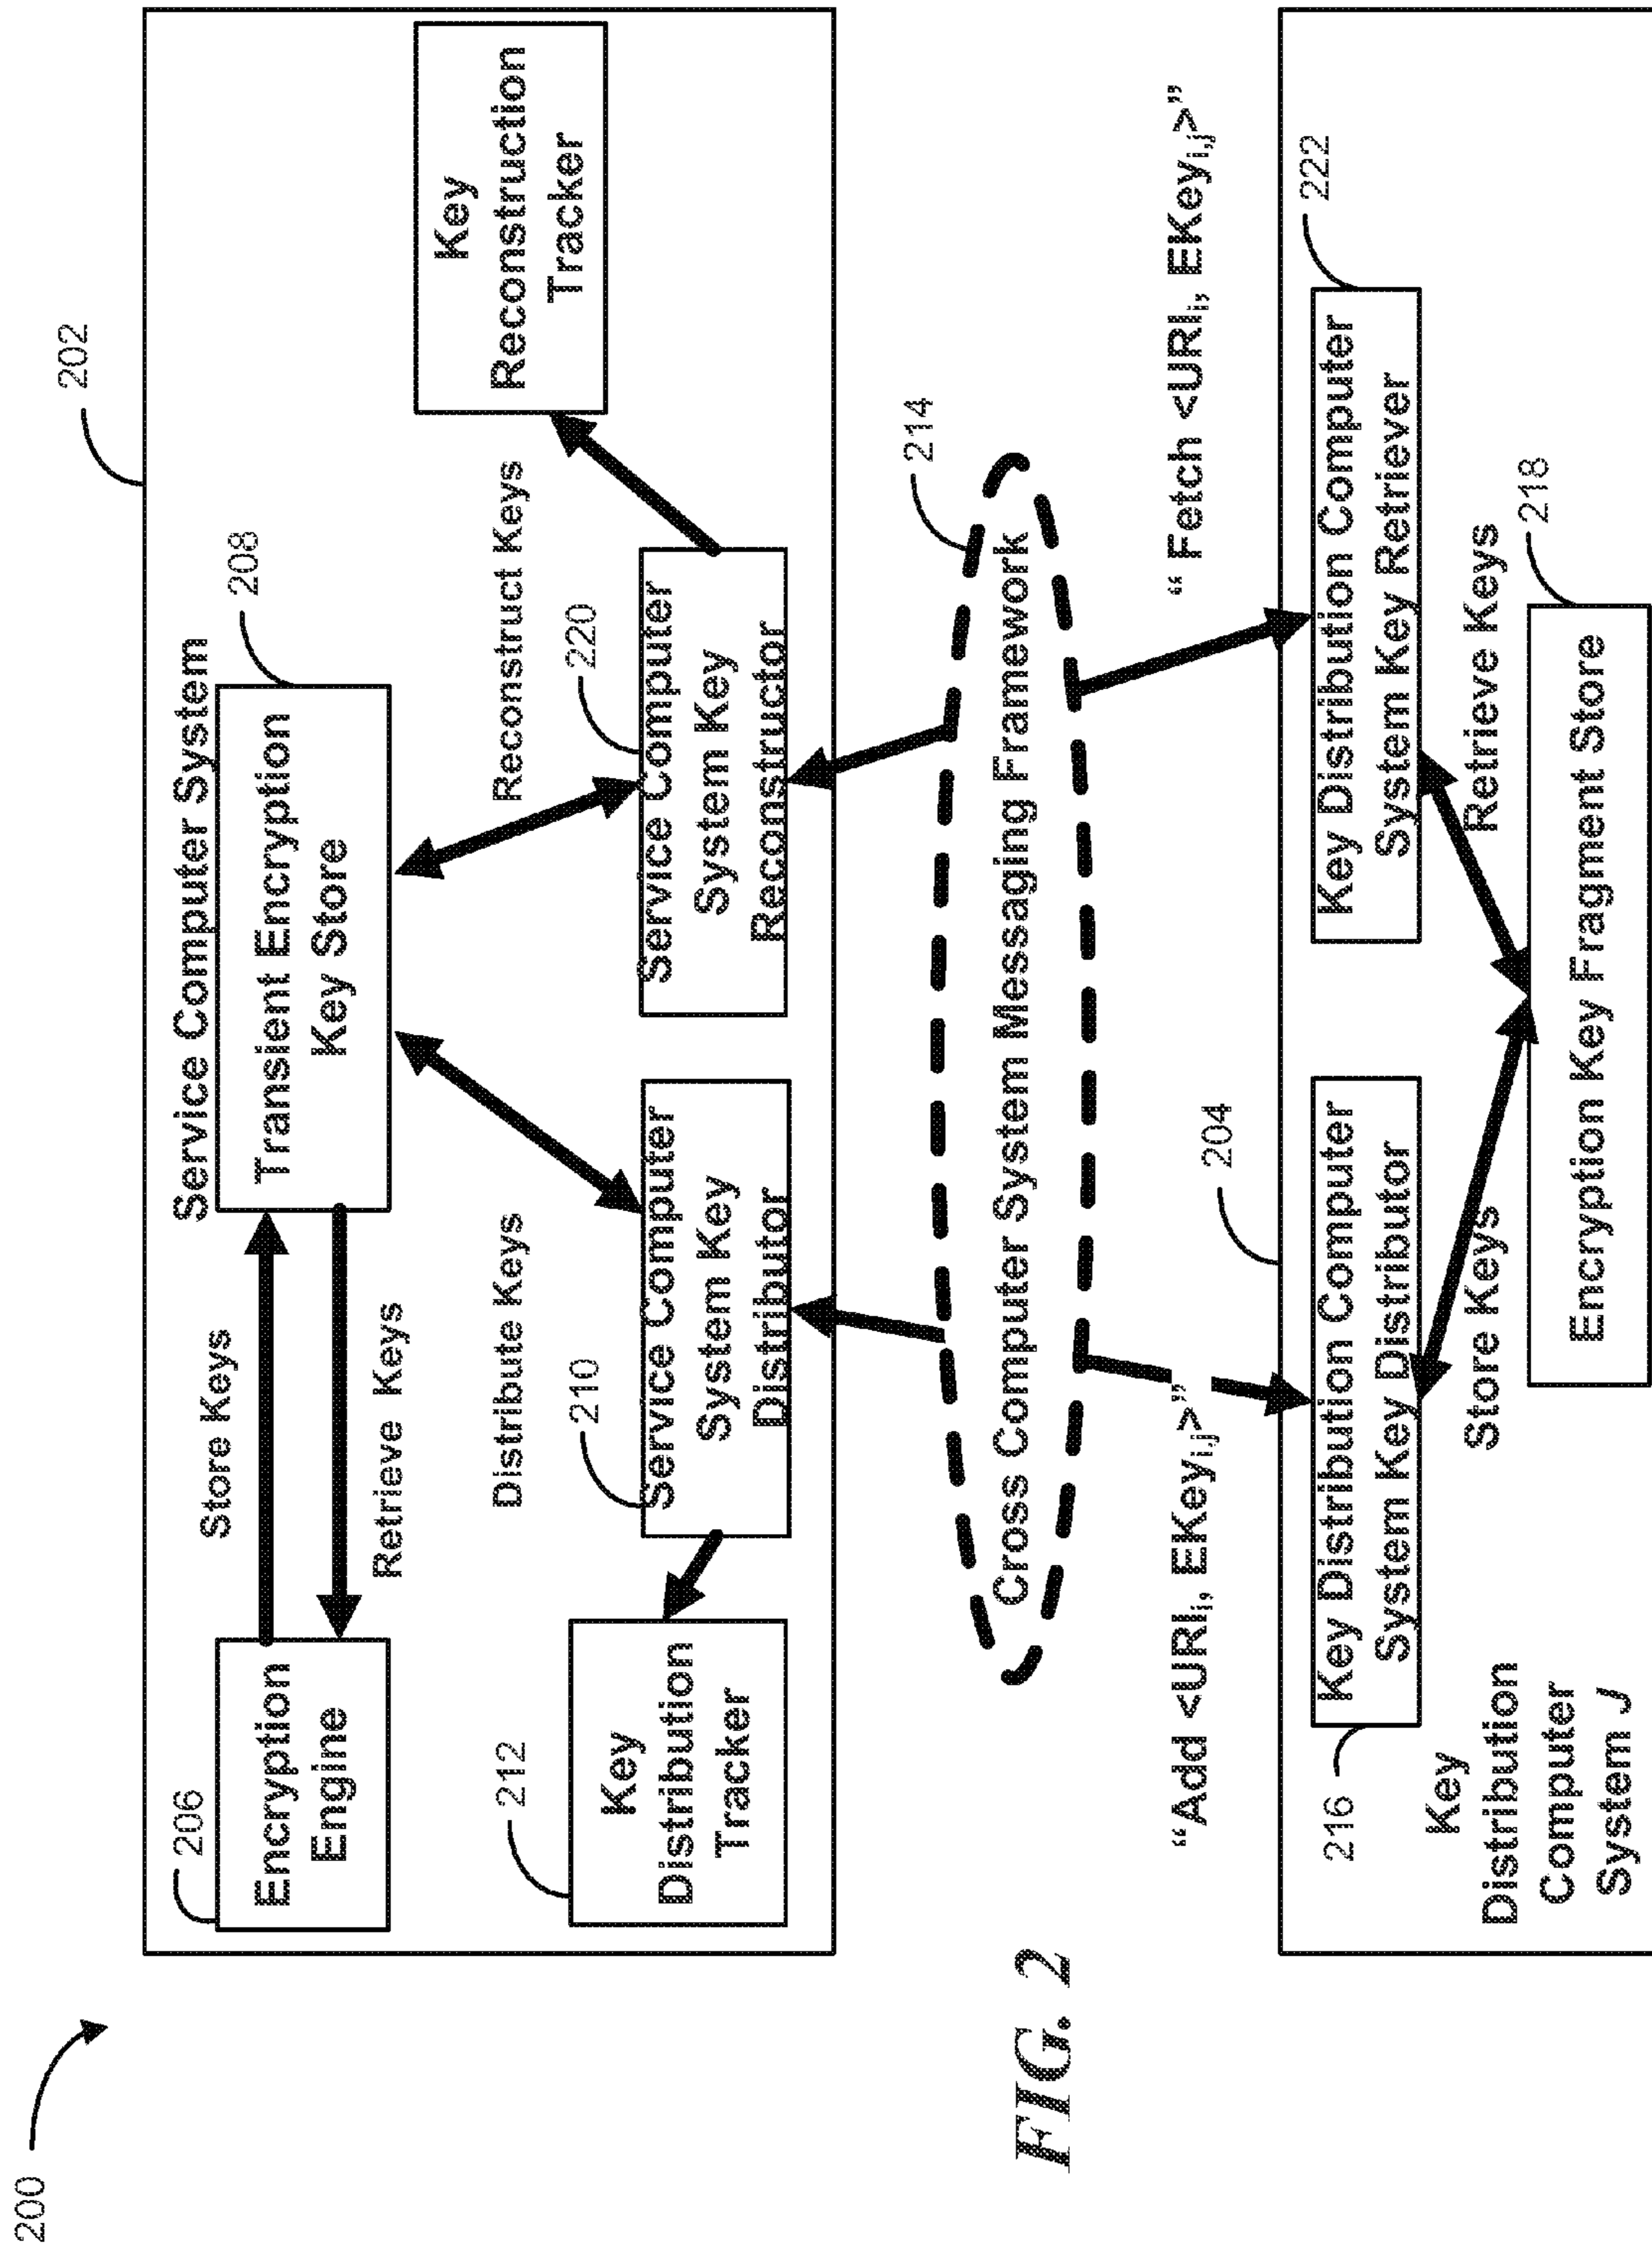 200
202
Service Computer System
206
Encryption
Engine
Store Keys
Retrieve Keys
208
Transient Encryption
Key Store
212
Key
Distribution
Tracker
Distribute Keys
210
Service Computer
System Key
Distributor
Reconstruct Keys
220
Service Computer
System Key
Reconstructor
Key
Reconstruction
Tracker
214
Cross Computer System Messaging Framework
FIG. 2
“Add <URIi, EKeyi,j>”
“ Fetch <URIi, EKeyi,j>”
204
216
Key Distribution Computer
System Key Distributor
222
Key Distribution Computer
System Key Retriever
Store Keys
Retrieve Keys
218
Encryption Key Fragment Store
Key
Distribution
Computer
System J